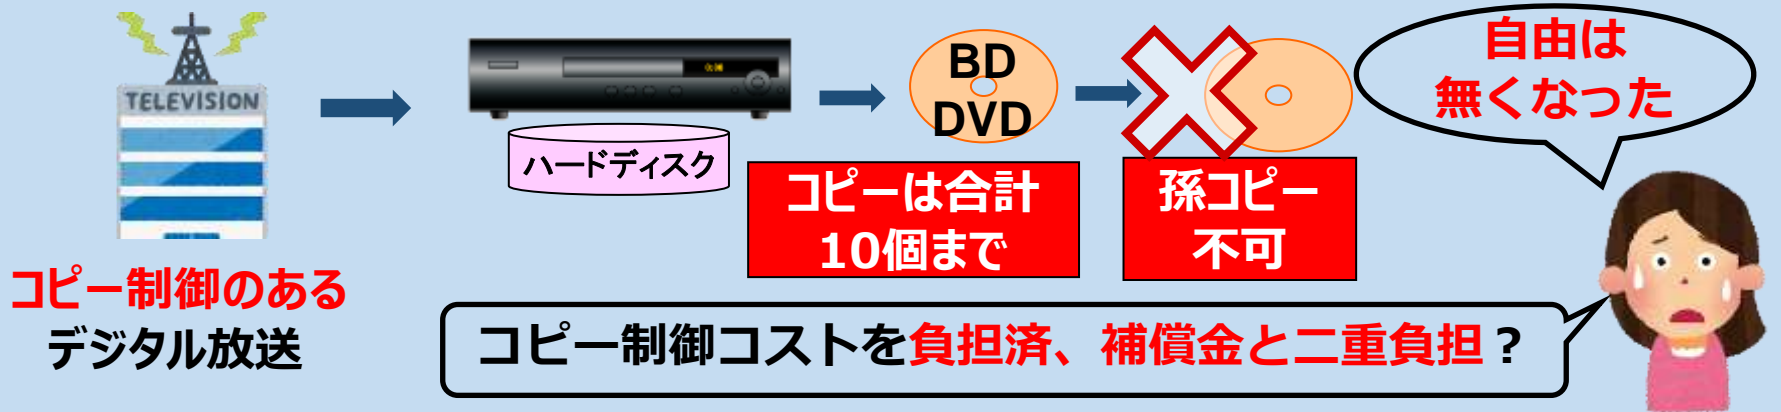 TELEVISION
コピー制御のある
デジタル放送
ハードディスク
BD
DVD
コピーは合計
10個まで
孫コピー
不可
自由は
無くなった
コピー制御コストを負担済、補償金と二重負担？